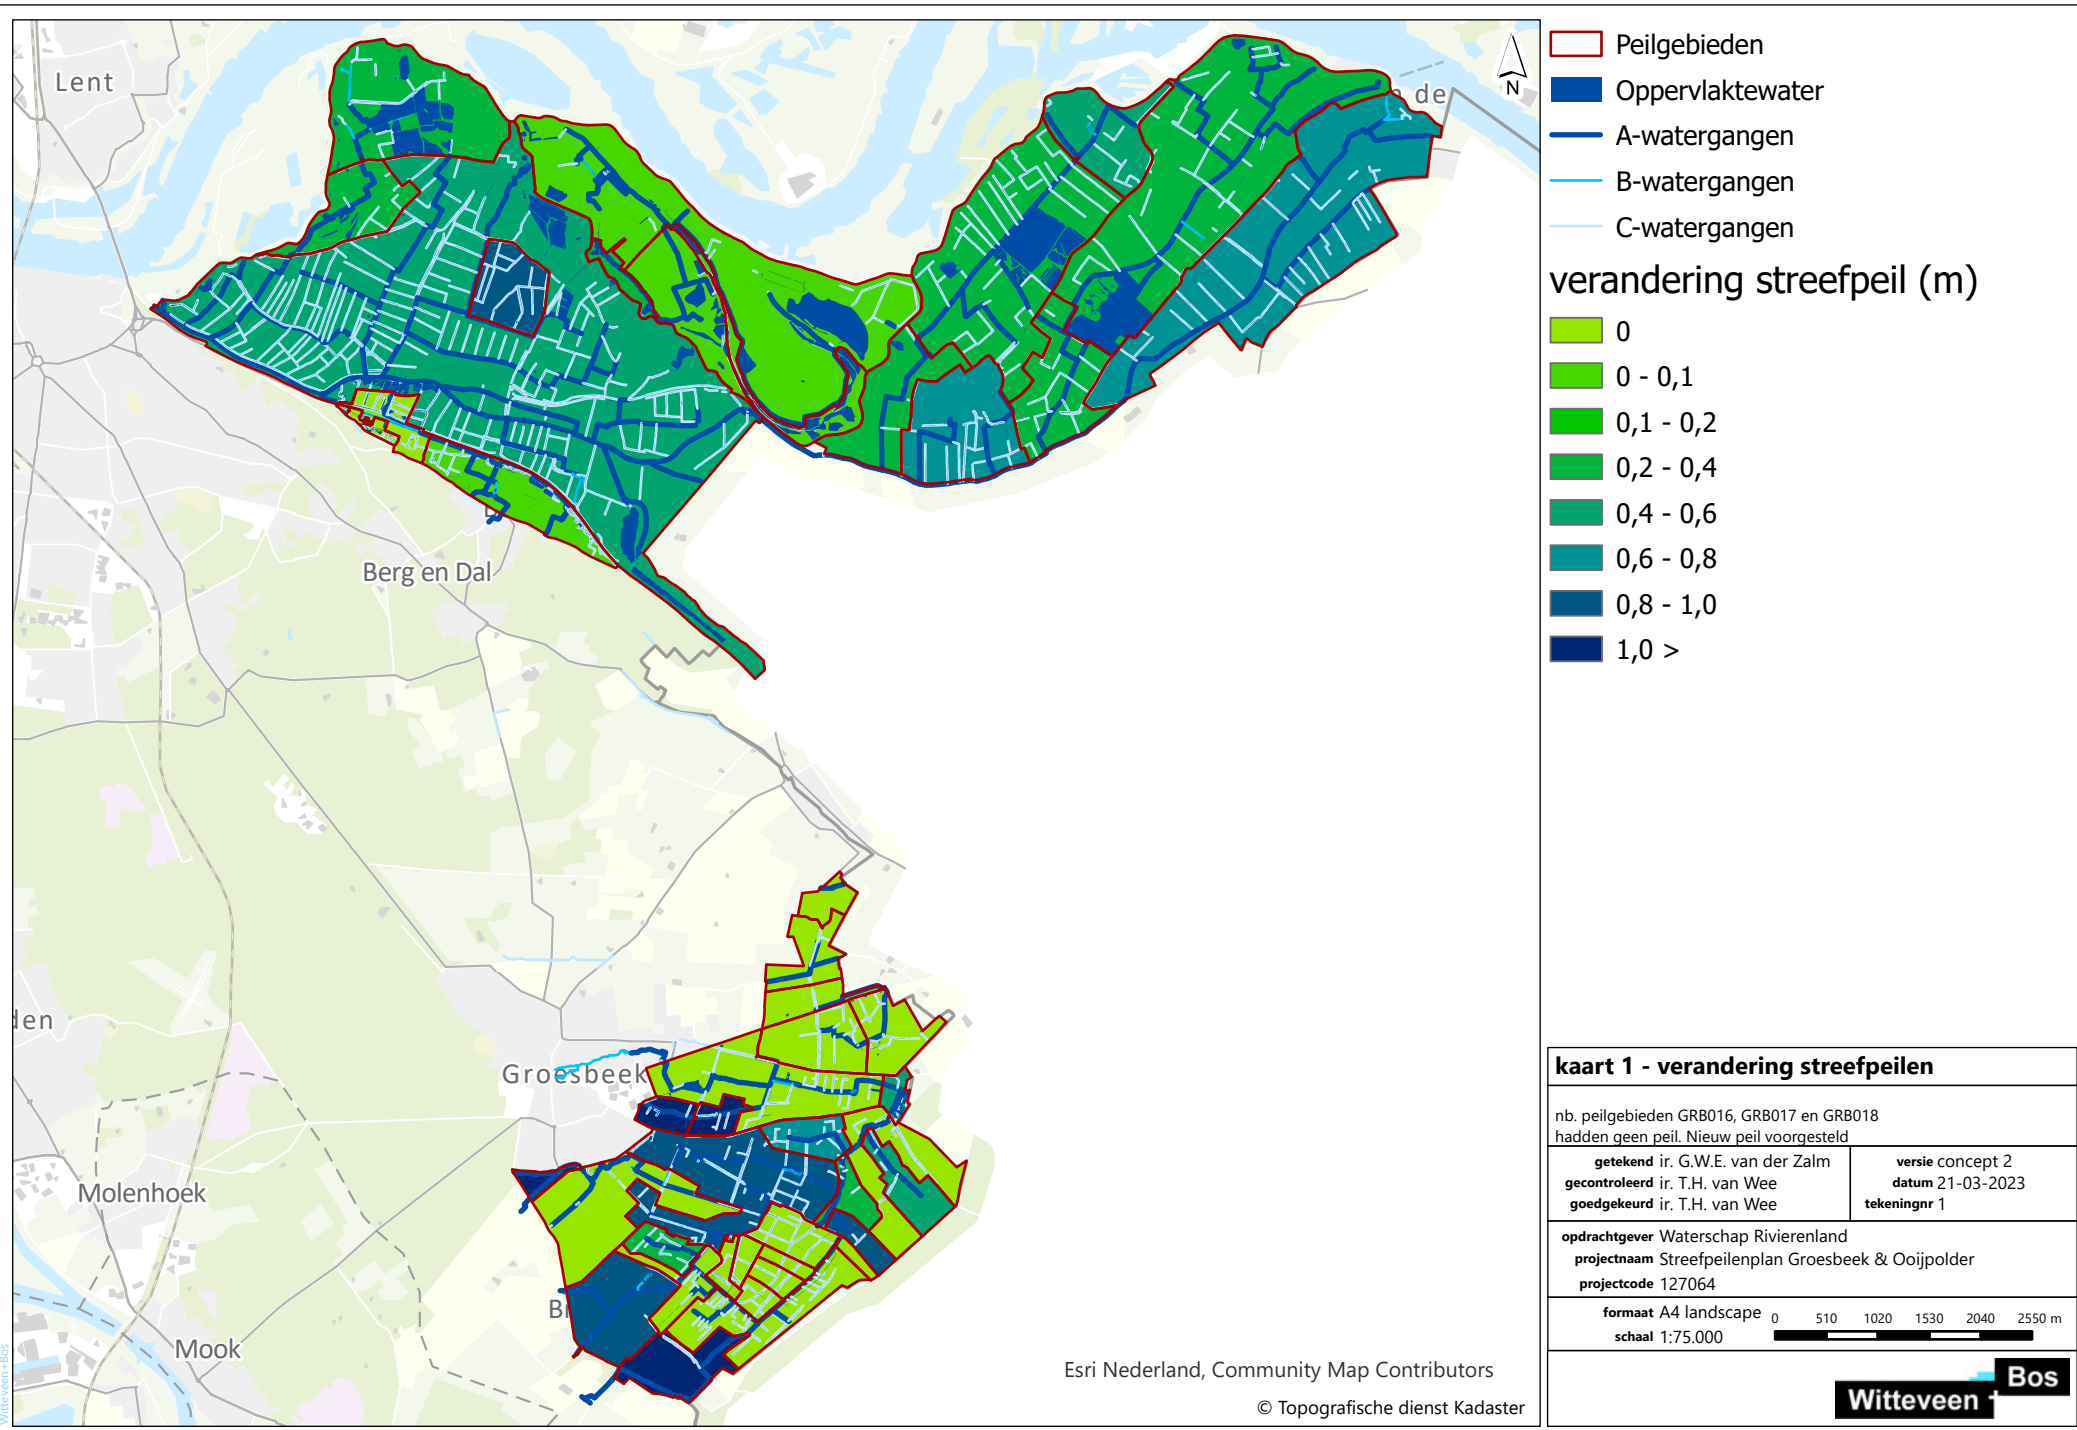 Lent
Berg en Dal
Groesbeek
Molenhoek
Mook
n de
den
B
Br
N
Peilgebieden
Oppervlaktewater
A-watergangen
B-watergangen
C-watergangen
verandering streefpeil (m)
0
0 - 0,1
0,1 - 0,2
0,2 - 0,4
0,4 - 0,6
0,6 - 0,8
0,8 - 1,0
1,0 >
kaart 1 - verandering streefpeilen
nb. peilgebieden GRB016, GRB017 en GRB018
hadden geen peil. Nieuw peil voorgesteld
getekend ir. G.W.E. van der Zalm
gecontroleerd ir. T.H. van Wee
goedgekeurd ir. T.H. van Wee
versie concept 2
datum 21-03-2023
tekeningnr 1
opdrachtgever Waterschap Rivierenland
projectnaam Streefpeilenplan Groesbeek & Ooijpolder
projectcode 127064
formaat A4 landscape
schaal 1:75.000
0 510 1020 1530 2040 2550 m
Witteveen + Bos
Esri Nederland, Community Map Contributors
© Topografische dienst Kadaster
Witteveen+Bos